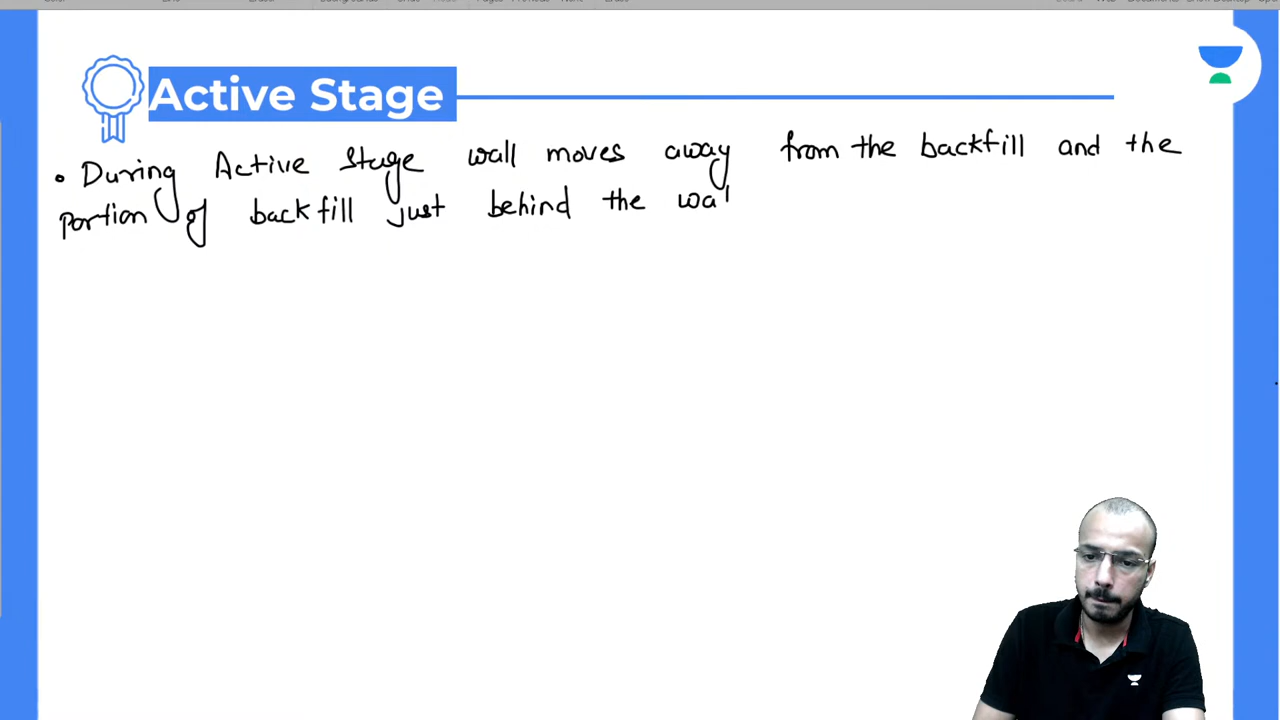 Active Stage
• During Active stage wall moves away from the backfill and the
portion of backfill just behind the wal